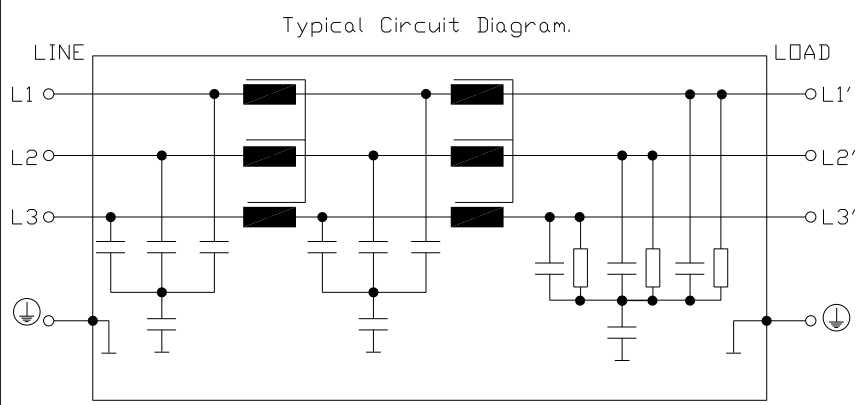 Typical Circuit Diagram.
LINE
LOAD
L1
L1'
L2
L2'
L3
L3'